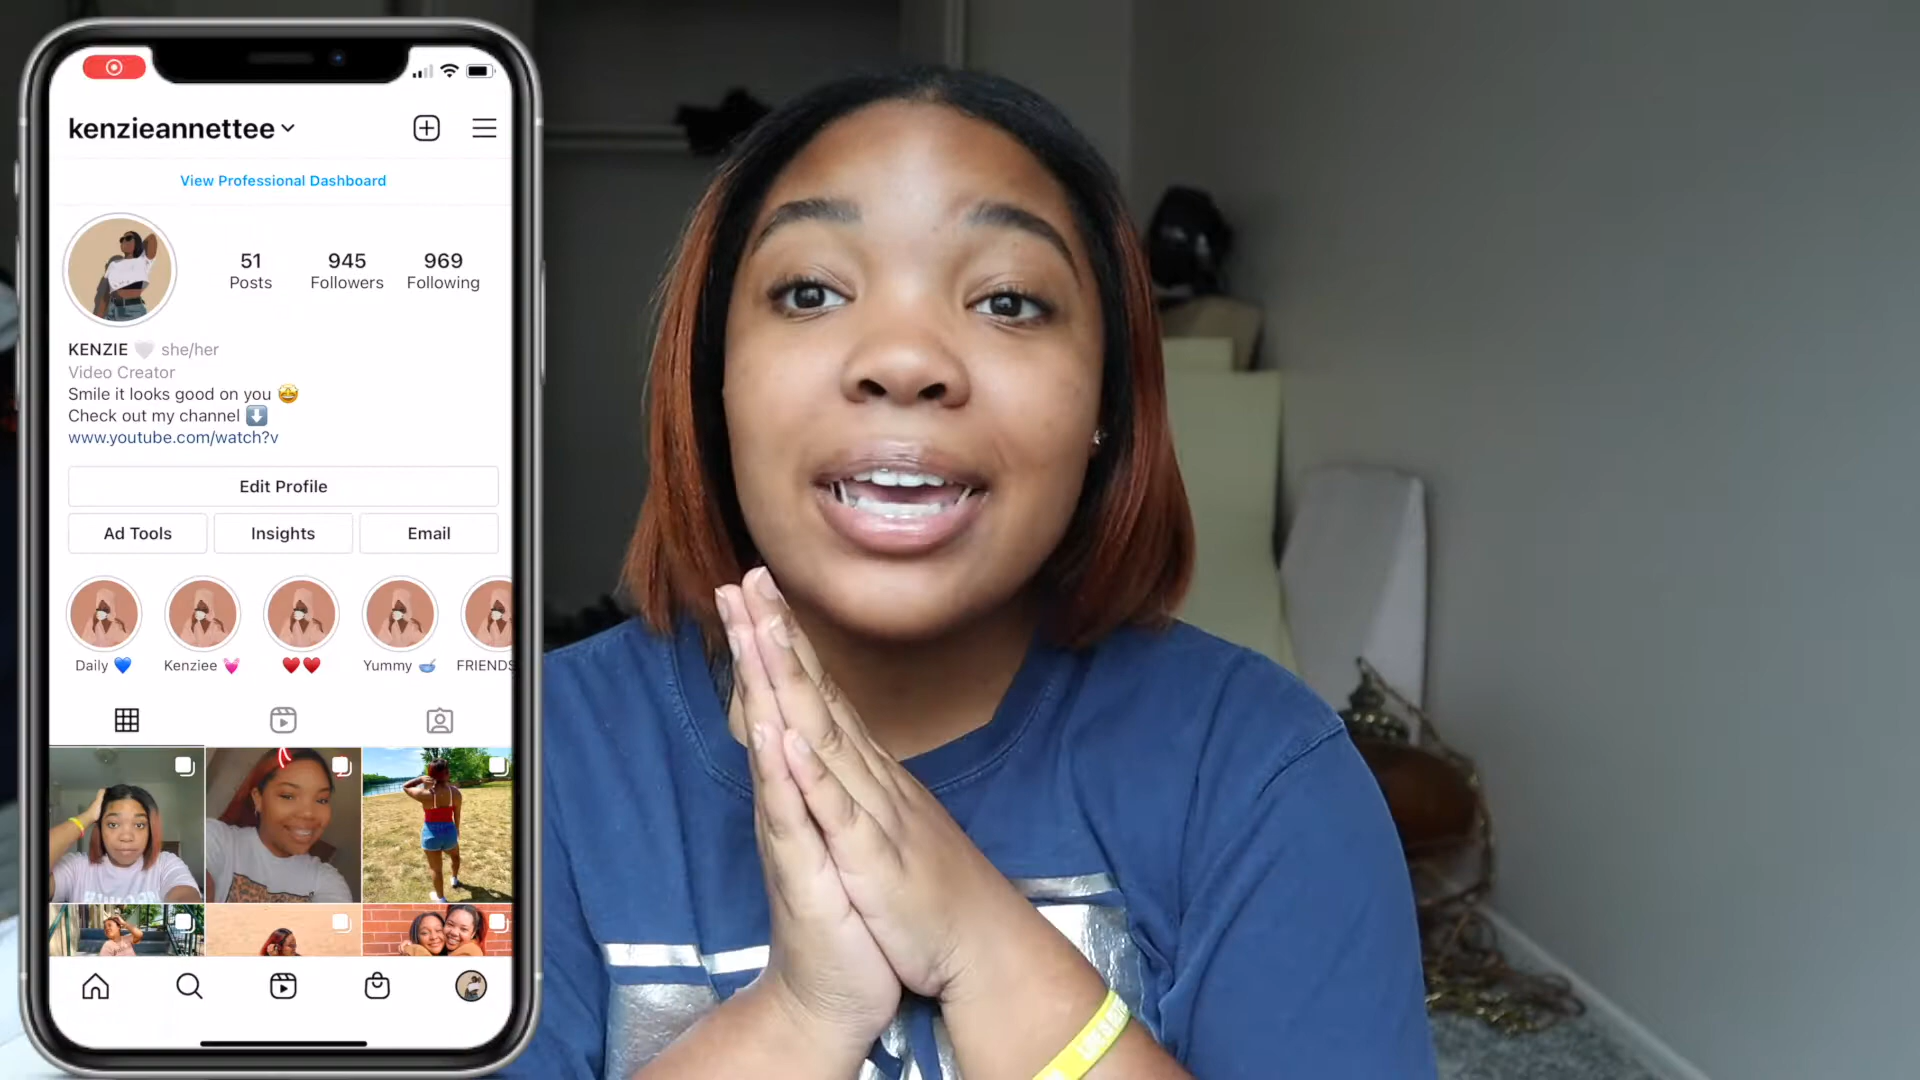 kenzieannettee
View Professional Dashboard
51 945 969
Posts Followers Following
KENZIE 🤍 she/her
Video Creator
Smile it looks good on you 🤩
Check out my channel ⬇️
www.youtube.com/watch?v
Edit Profile
Ad Tools Insights Email
Daily 💙 Kenziee 💓 ❤️❤️ Yummy 🥣 FRIENDS